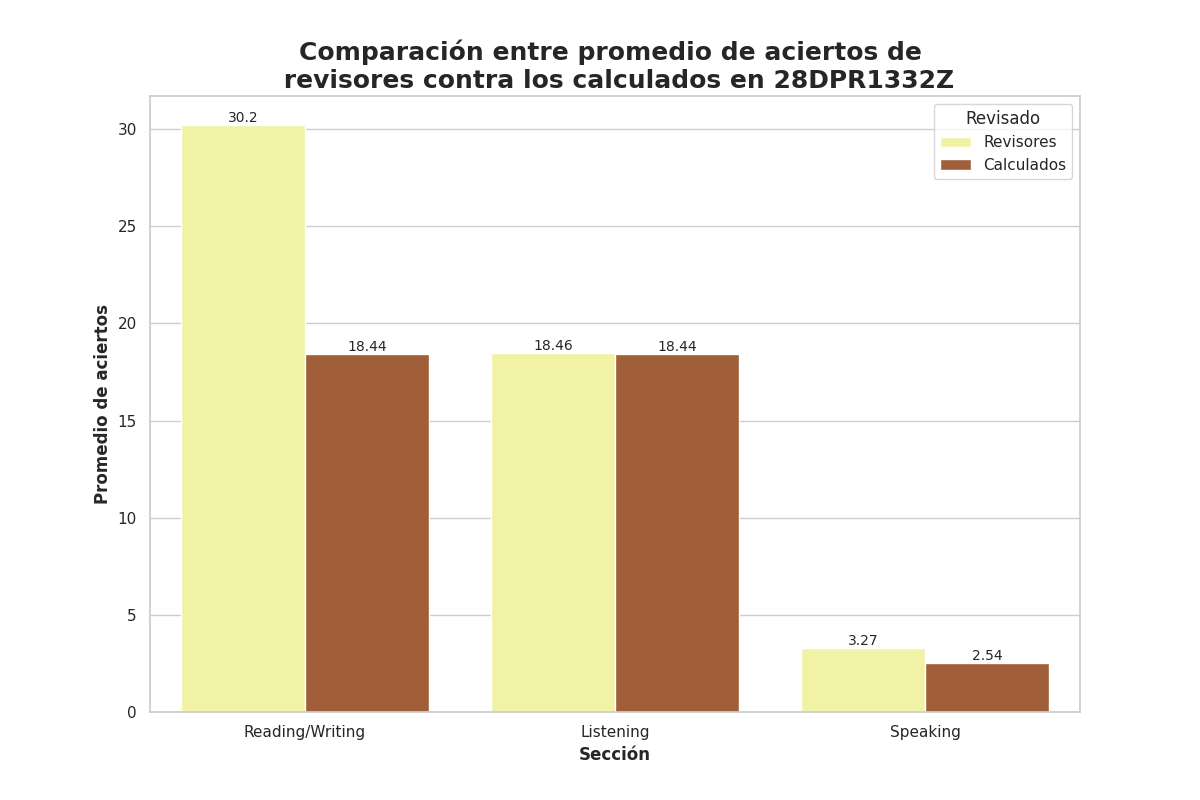 Comparación entre promedio de aciertos de
revisores contra los calculados en 28DPR1332Z
Revisado
Revisores
Calculados
Promedio de aciertos
30
25
20
15
10
5
0
30.2
18.44
18.46
18.44
3.27
2.54
Reading/Writing
Listening
Speaking
Sección